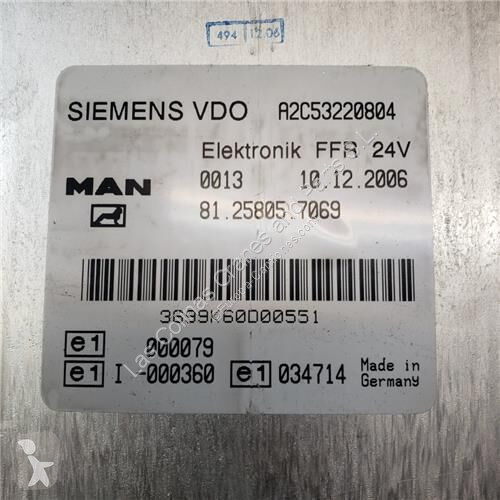 494 12.06
SIEMENS VDO A2C53220804
Elektronik FFR 24V
MAN 0013 10.12.2006
81.25805.7069
3699K60D00551
e1 060079
e1 I -000360 e1 034714 Made in
Germany